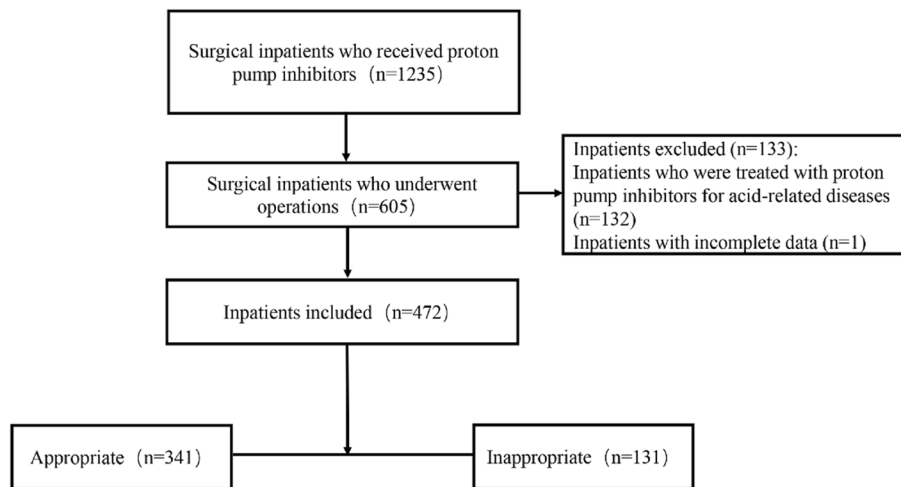 Surgical inpatients who received proton
pump inhibitors（n=1235）
Surgical inpatients who underwent
operations（n=605）
Inpatients excluded (n=133):
Inpatients who were treated with proton
pump inhibitors for acid-related diseases
(n=132)
Inpatients with incomplete data (n=1)
Inpatients included（n=472）
Appropriate（n=341）
Inappropriate（n=131）